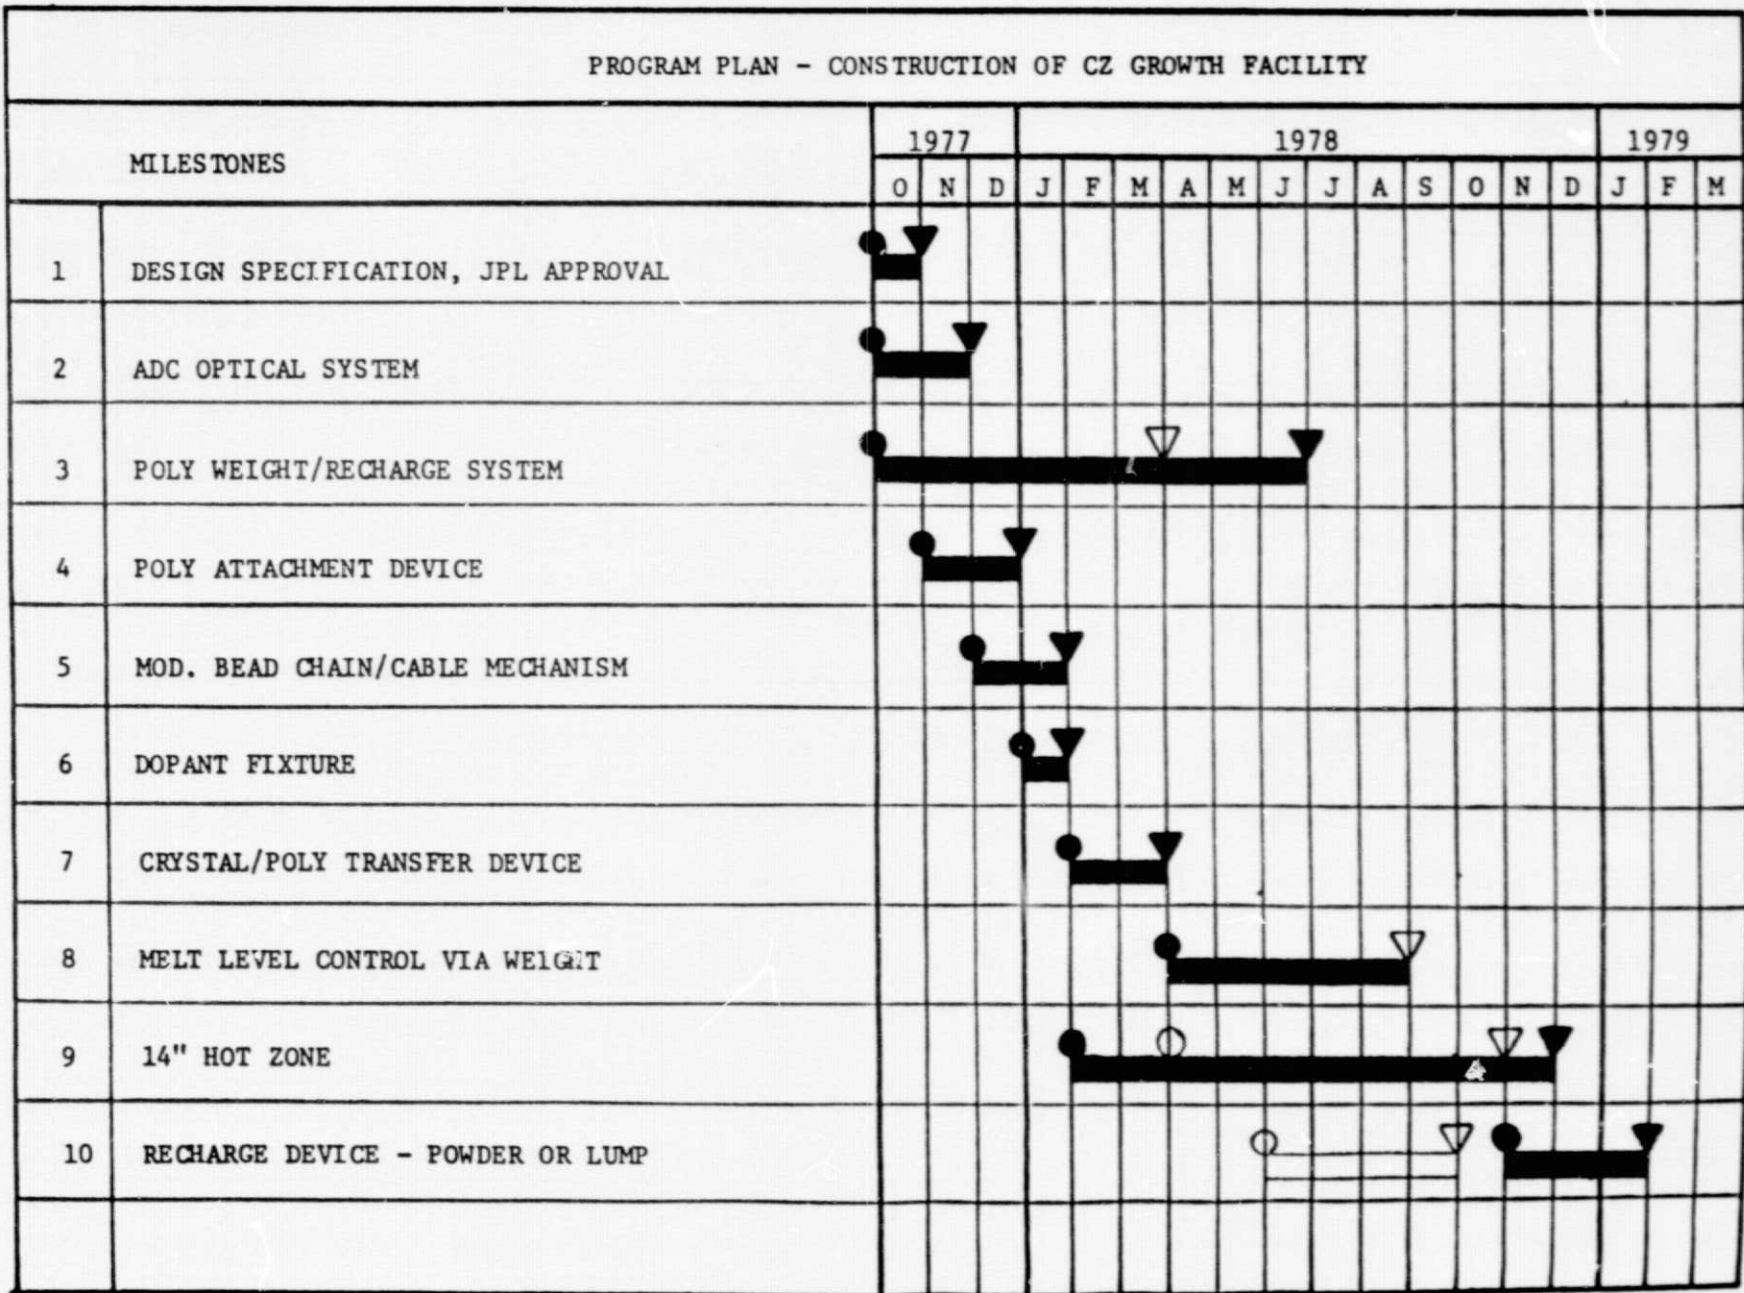 PROGRAM PLAN - CONSTRUCTION OF CZ GROWTH FACILITY
MILESTONES
1977 1978 1979
O N D J F M A M J J A S O N D J F M
1 DESIGN SPECIFICATION, JPL APPROVAL
2 ADC OPTICAL SYSTEM
3 POLY WEIGHT/RECHARGE SYSTEM
4 POLY ATTACHMENT DEVICE
5 MOD. BEAD CHAIN/CABLE MECHANISM
6 DOPANT FIXTURE
7 CRYSTAL/POLY TRANSFER DEVICE
8 MELT LEVEL CONTROL VIA WEIGHT
9 14" HOT ZONE
10 RECHARGE DEVICE - POWDER OR LUMP